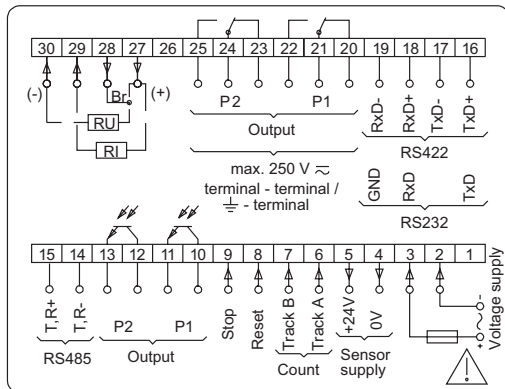 30 29 28 27 26 25 24 23 22 21 20 19 18 17 16
(-) Br (+)
RU
RI
P2 P1
Output
max. 250 V
terminal - terminal /
- terminal
RxD- RxD+ TxD- TxD+
RS422
GND RxD TxD
RS232
15 14 13 12 11 10 9 8 7 6 5 4 3 2 1
T,R+ T,R-
RS485
P2 P1
Output
Stop
Reset
Track B Track A
Count
+24V 0V
Sensor
supply
- +
Voltage supply